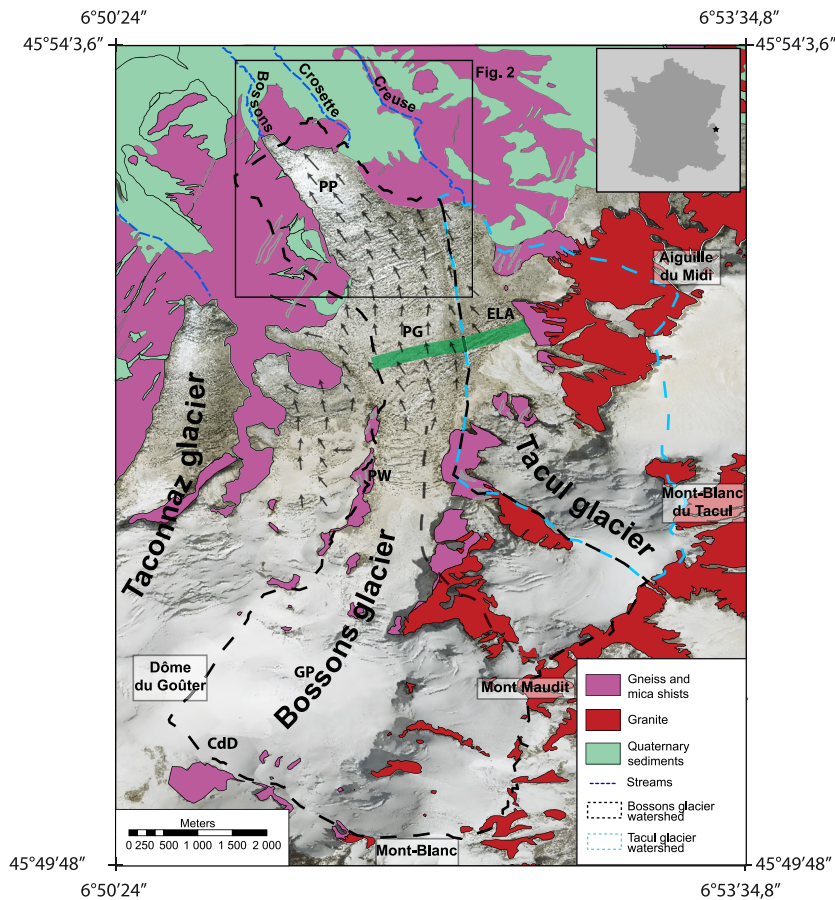 6°50'24”
6°53'34,8”
45°54'3,6”
45°54'3,6”
Fig. 2
Bossons
Crosette
Creuse
PP
Aiguille
du Midi
ELA
PG
Taconnaz glacier
Tacul glacier
PW
Mont-Blanc
du Tacul
Bossons glacier
Dôme
du Goûter
GP
Mont Maudit
CdD
Gneiss and
mica shists
Granite
Quaternary
sediments
Streams
Bossons glacier
watershed
Tacul glacier
watershed
Meters
0 250 500 1 000 1 500 2 000
Mont-Blanc
45°49'48”
45°49'48”
6°50'24”
6°53'34,8”